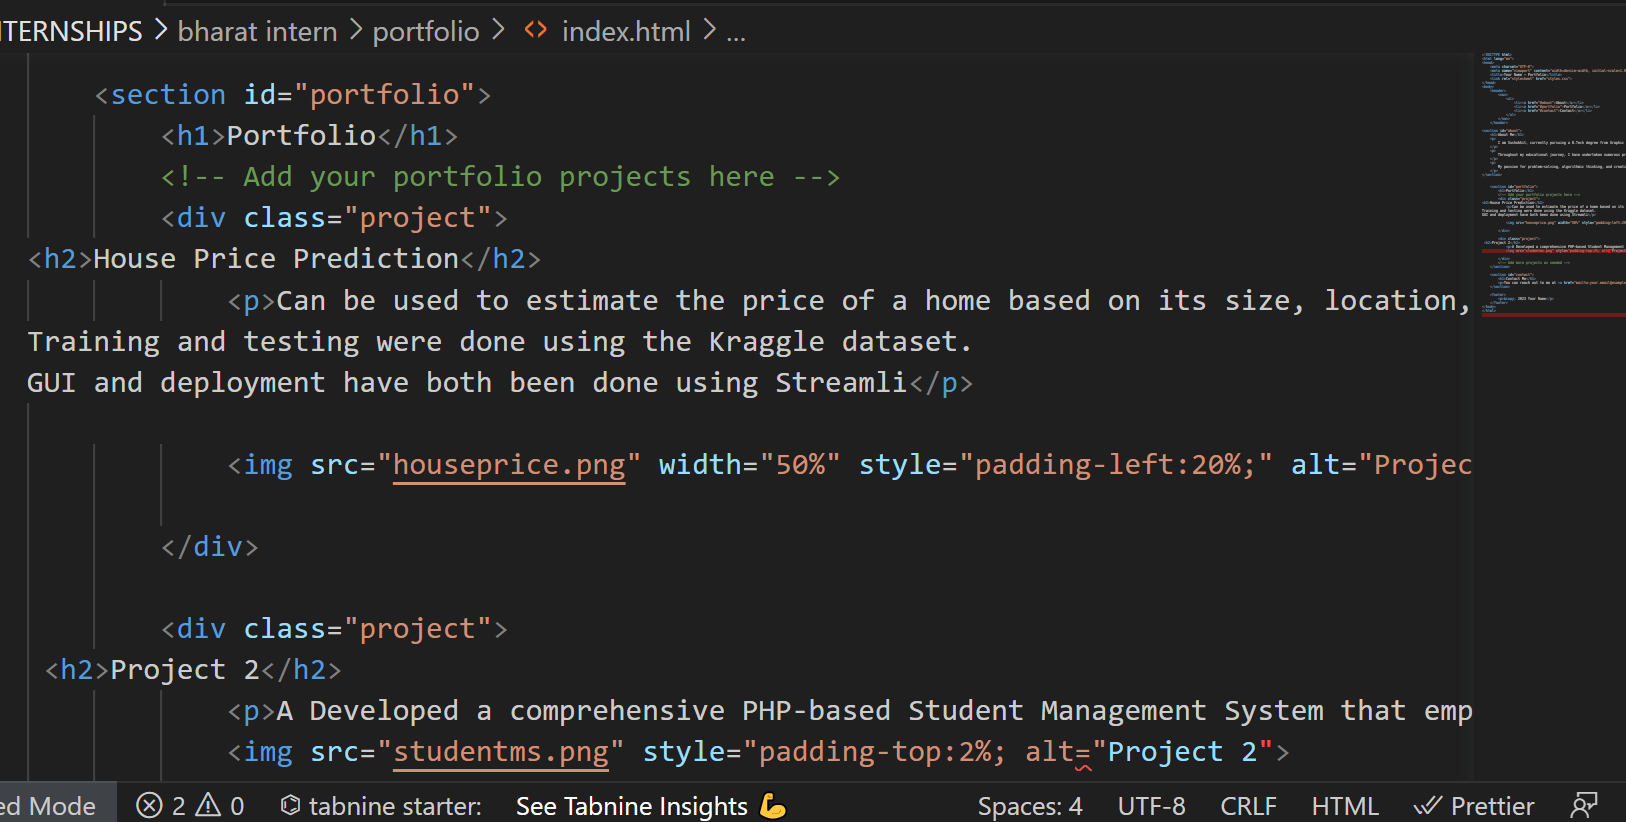 TERNSHIPS > bharat intern > portfolio > <> index.html > ...
<section id="portfolio">
<h1>Portfolio</h1>
<!-- Add your portfolio projects here -->
<div class="project">
<h2>House Price Prediction</h2>
<p>Can be used to estimate the price of a home based on its size, location,
Training and testing were done using the Kraggle dataset.
GUI and deployment have both been done using Streamli</p>
<img src="houseprice.png" width="50%" style="padding-left:20%;" alt="Projec
</div>
<div class="project">
<h2>Project 2</h2>
<p>A Developed a comprehensive PHP-based Student Management System that emp
<img src="studentms.png" style="padding-top:2%; alt="Project 2">
ed Mode 2 0 tabnine starter: See Tabnine Insights 💪 Spaces: 4 UTF-8 CRLF HTML Prettier